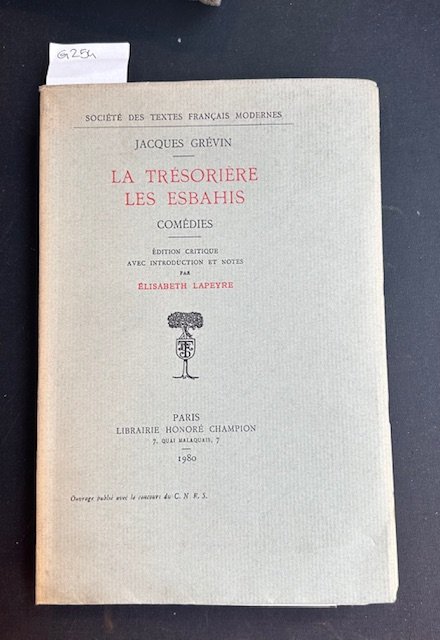 G25h
SOCIÉTÉ DES TEXTES FRANÇAIS MODERNES
JACQUES GRÉVIN
LA TRÉSORIÈRE
LES ESBAHIS
COMÉDIES
ÉDITION CRITIQUE
AVEC INTRODUCTION ET NOTES
PAR
ÉLISABETH LAPEYRE
PARIS
LIBRAIRIE HONORÉ CHAMPION
7, QUAI MALAQUAIS, 7
1980
Ouvrage publié avec le concours du C. N. R. S.